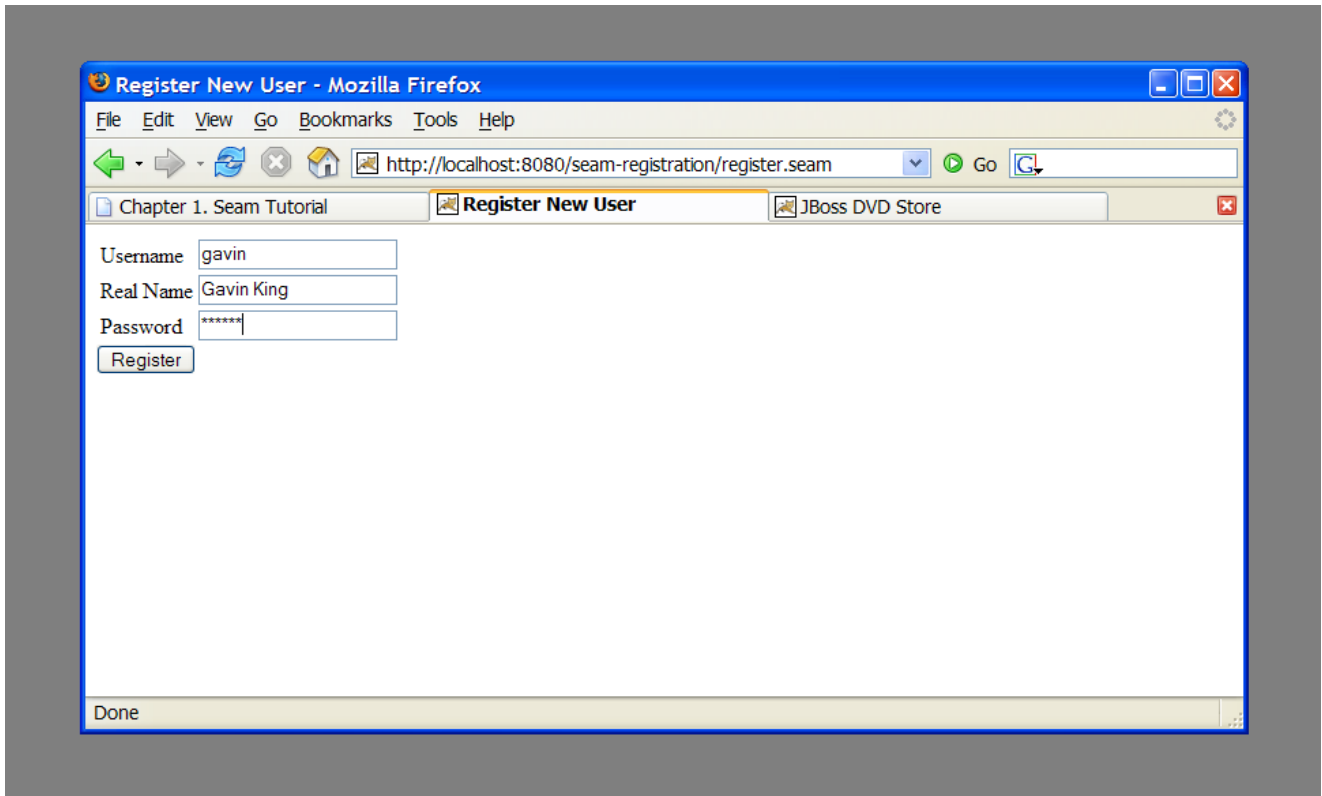 Register New User - Mozilla Firefox
File Edit View Go Bookmarks Tools Help
http://localhost:8080/seam-registration/register.seam Go G
Chapter 1. Seam Tutorial Register New User JBoss DVD Store
Username gavin
Real Name Gavin King
Password ******
Register
Done